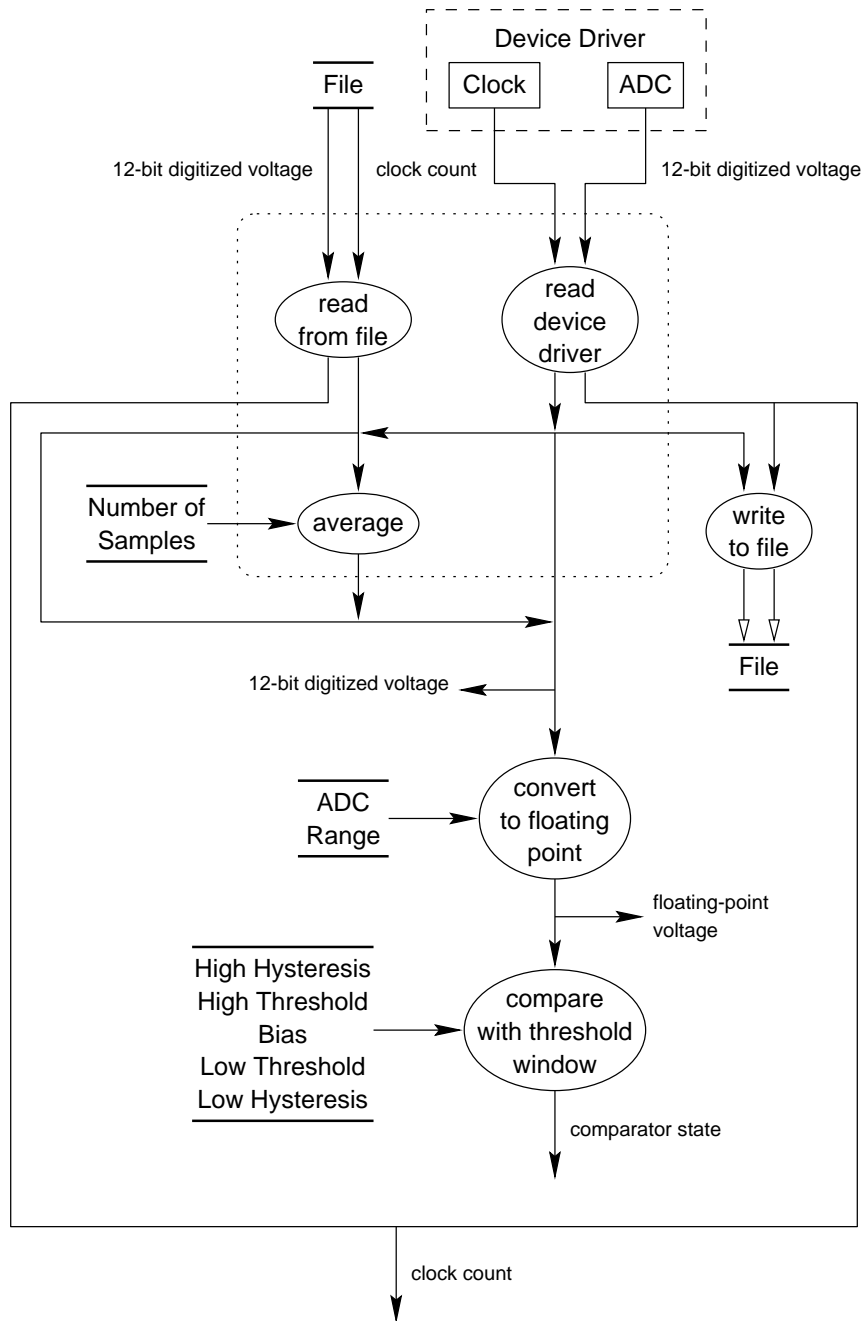 Device Driver
File
Clock
ADC
12-bit digitized voltage
clock count
12-bit digitized voltage
read
from file
read
device
driver
Number of
Samples
average
write
to file
File
12-bit digitized voltage
ADC
Range
convert
to floating
point
floating-point
voltage
High Hysteresis
High Threshold
Bias
Low Threshold
Low Hysteresis
compare
with threshold
window
comparator state
clock count